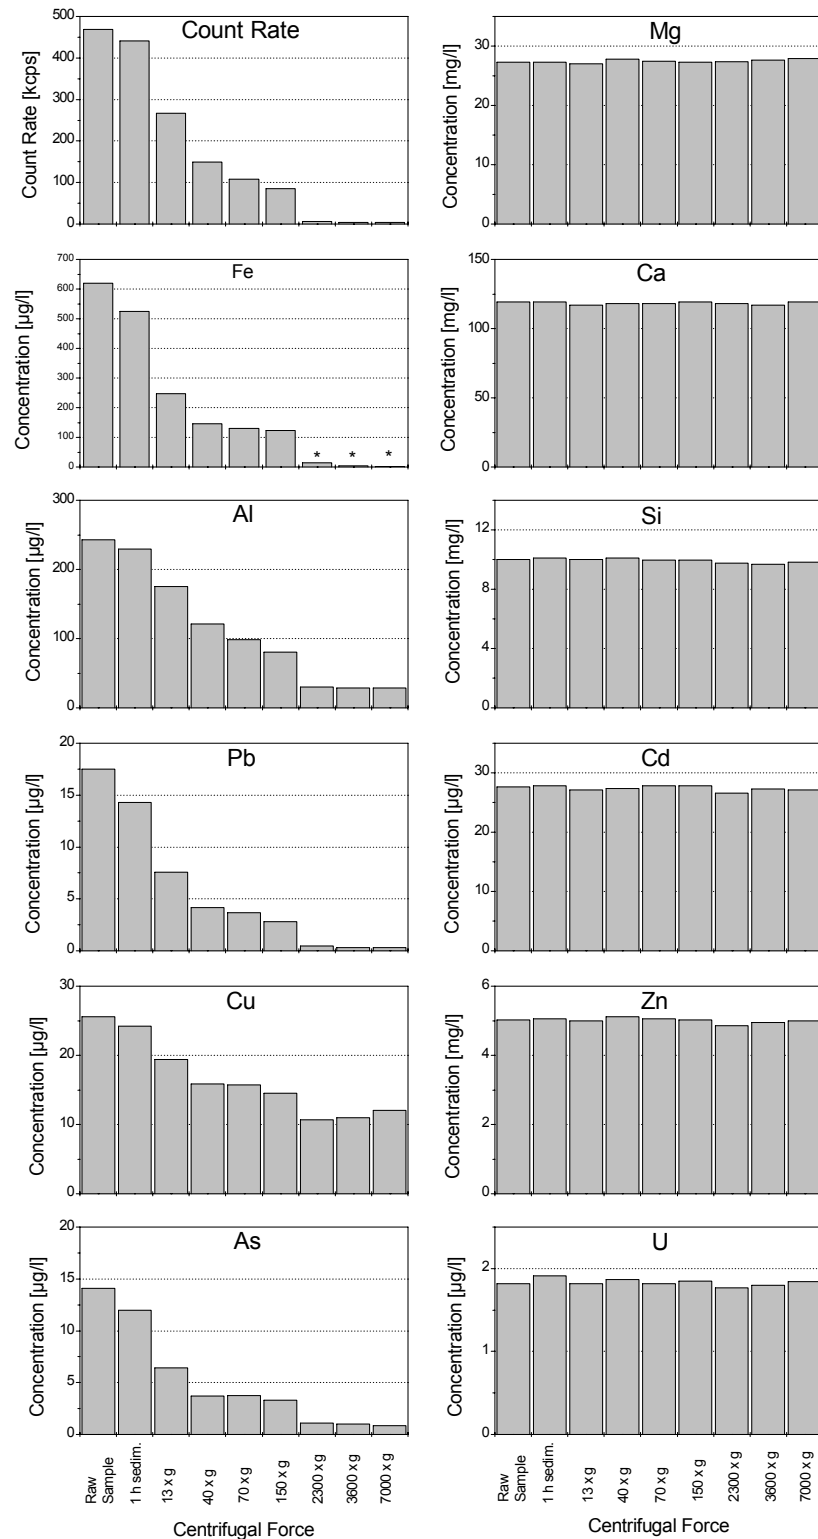 Count Rate
Count Rate [kcps]
500
400
300
200
100
0
Mg
Concentration [mg/l]
30
20
10
0
Fe
Concentration [µg/l]
700
600
500
400
300
200
100
0
* * *
Ca
Concentration [mg/l]
150
100
50
0
Al
Concentration [µg/l]
300
200
100
0
Si
Concentration [mg/l]
12
8
4
0
Pb
Concentration [µg/l]
20
15
10
5
0
Cd
Concentration [µg/l]
30
20
10
0
Cu
Concentration [µg/l]
30
20
10
0
Zn
Concentration [mg/l]
6
4
2
0
As
Concentration [µg/l]
20
15
10
5
0
Raw
Sample
1 h sedim.
13 x g
40 x g
70 x g
150 x g
2300 x g
3600 x g
7000 x g
Centrifugal Force
U
Concentration [µg/l]
2
1
0
Raw
Sample
1 h sedim.
13 x g
40 x g
70 x g
150 x g
2300 x g
3600 x g
7000 x g
Centrifugal Force